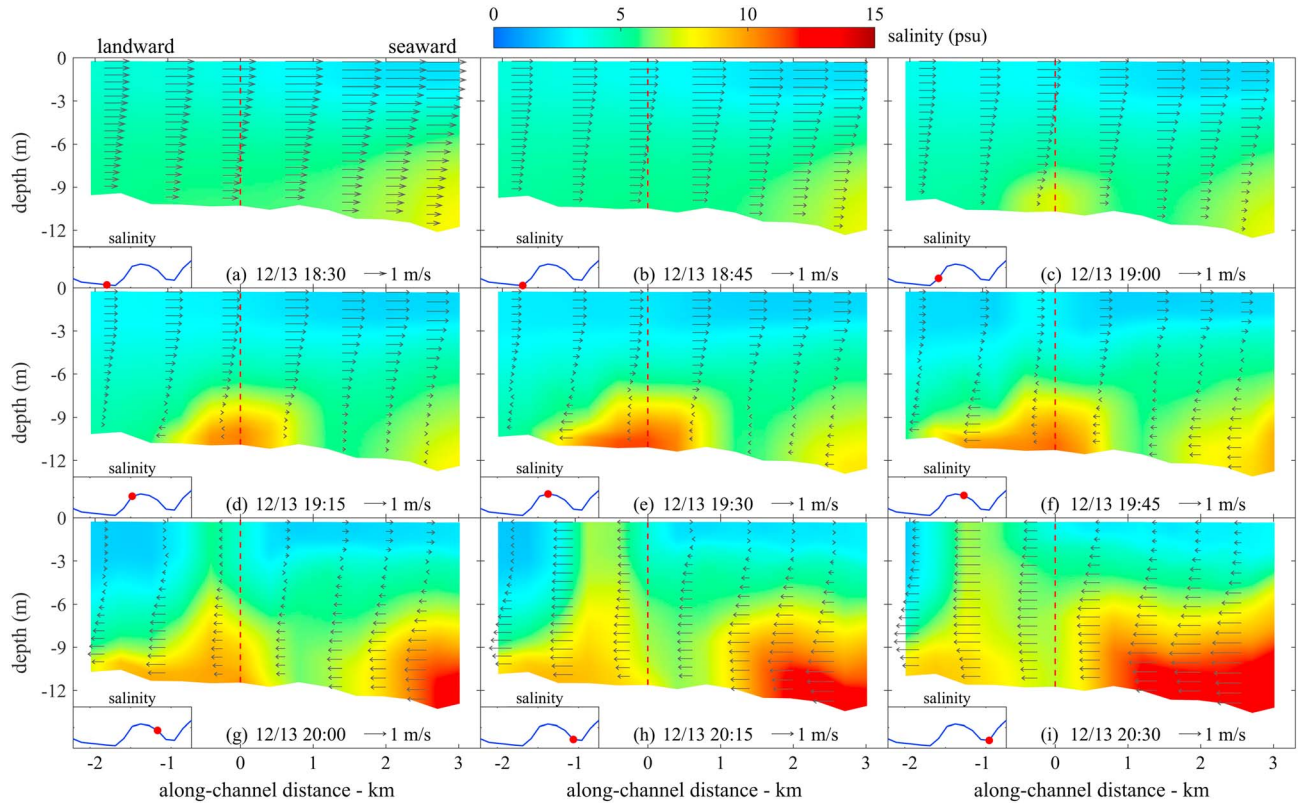 0 5 10 15 salinity (psu)
landward seaward
0
-3
-6
-9
-12
depth (m)
salinity
(a) 12/13 18:30 1 m/s
salinity
(b) 12/13 18:45 1 m/s
salinity
(c) 12/13 19:00 1 m/s
0
-3
-6
-9
-12
depth (m)
salinity
(d) 12/13 19:15 1 m/s
salinity
(e) 12/13 19:30 1 m/s
salinity
(f) 12/13 19:45 1 m/s
0
-3
-6
-9
-12
depth (m)
salinity
(g) 12/13 20:00 1 m/s
salinity
(h) 12/13 20:15 1 m/s
salinity
(i) 12/13 20:30 1 m/s
-2 -1 0 1 2 3 -2 -1 0 1 2 3 -2 -1 0 1 2 3
along-channel distance - km along-channel distance - km along-channel distance - km